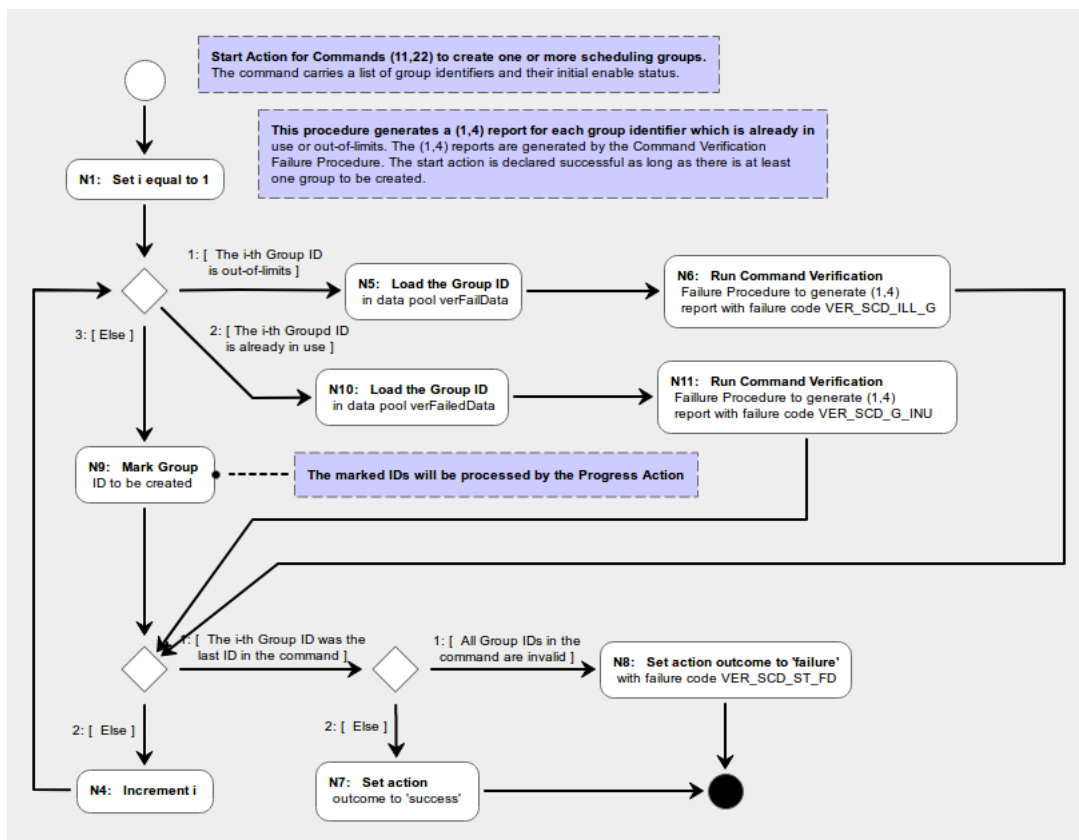 Start Action for Commands (11,22) to create one or more scheduling groups.
The command carries a list of group identifiers and their initial enable status.
This procedure generates a (1,4) report for each group identifier which is already in
use or out-of-limits. The (1,4) reports are generated by the Command Verification
Failure Procedure. The start action is declared successful as long as there is at least
one group to be created.
N1: Set i equal to 1
1: [ The i-th Group ID
is out-of-limits ]
N5: Load the Group ID
in data pool verFailData
N6: Run Command Verification
Failure Procedure to generate (1,4)
report with failure code VER_SCD_ILL_G
3: [ Else ]
2: [ The i-th Groupd ID
is already in use ]
N10: Load the Group ID
in data pool verFailedData
N11: Run Command Verification
Faillure Procedure to generate (1,4)
report with failure code VER_SCD_G_INU
N9: Mark Group
ID to be created
The marked IDs will be processed by the Progress Action
1: [ The i-th Group ID was the
last ID in the command ]
1: [ All Group IDs in the
command are invalid ]
N8: Set action outcome to 'failure'
with failure code VER_SCD_ST_FD
2: [ Else ]
2: [ Else ]
N4: Increment i
N7: Set action
outcome to 'success'